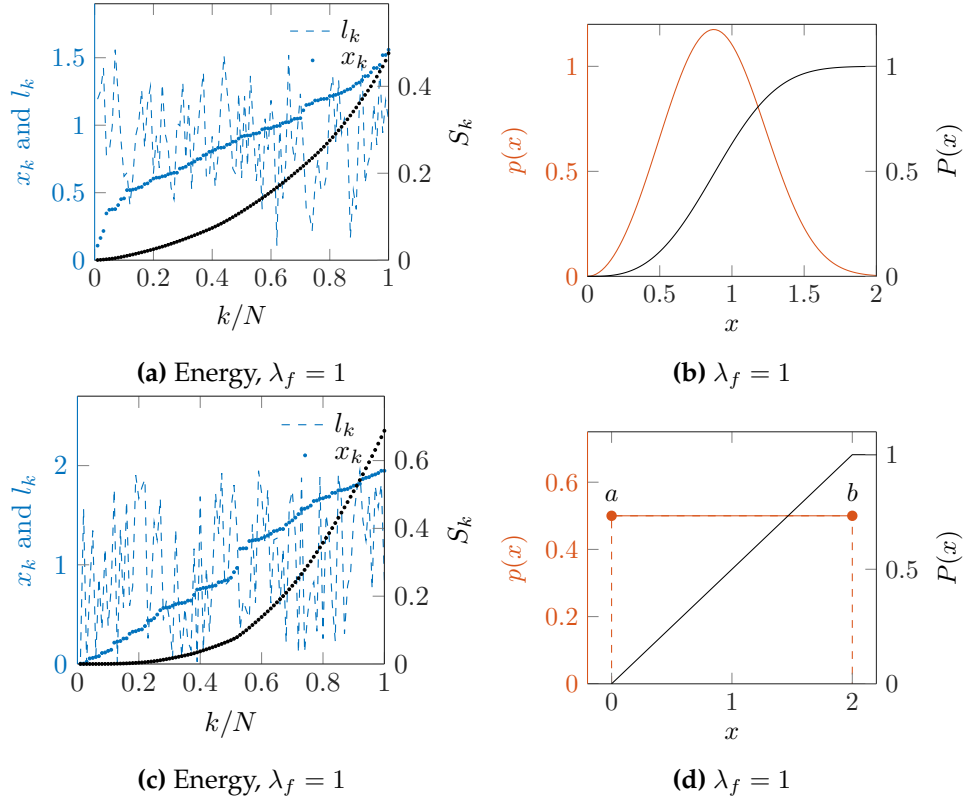 l_k
x_k
x_k and l_k
0
0.5
1
1.5
S_k
0
0.2
0.4
0 0.2 0.4 0.6 0.8 1
k/N
(a) Energy, λ_f = 1
p(x)
0
0.5
1
P(x)
0
0.5
1
0 0.5 1 1.5 2
x
(b) λ_f = 1
l_k
x_k
x_k and l_k
0
1
2
S_k
0
0.2
0.4
0.6
0 0.2 0.4 0.6 0.8 1
k/N
(c) Energy, λ_f = 1
a b
p(x)
0
0.2
0.4
0.6
P(x)
0
0.5
1
0 1 2
x
(d) λ_f = 1